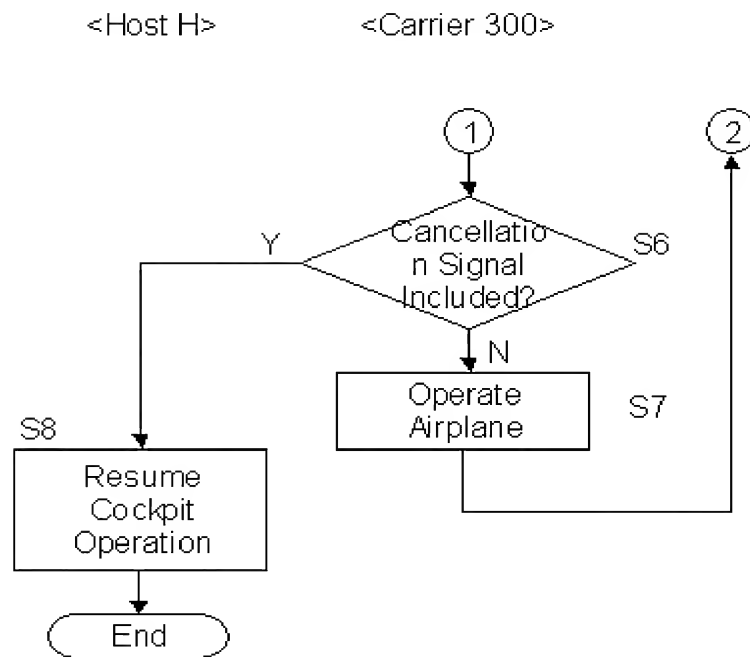 <Host H>
<Carrier 300>
1
2
Y
Cancellatio
n Signal
Included?
S6
N
Operate
Airplane
S7
S8
Resume
Cockpit
Operation
End